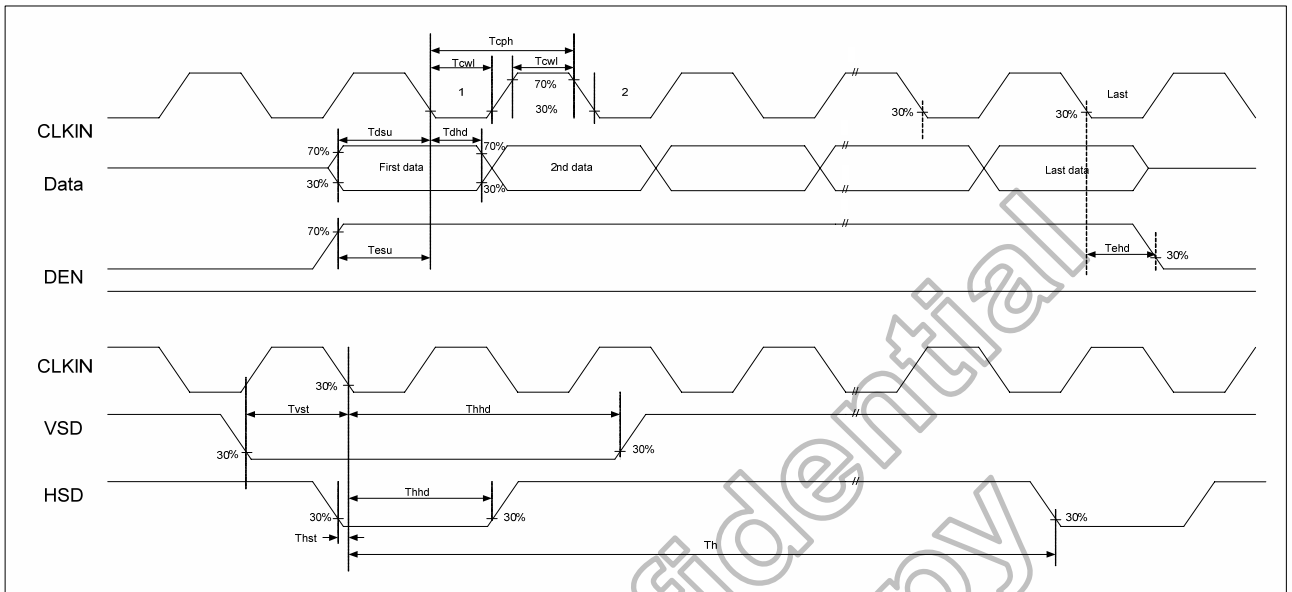 Tcph
Tcwl Tcwl
1 70% 2 Last
30% 30% 30%
CLKIN
Tdsu Tdhd
70% 70%
First data 2nd data Last data
Data
30% 30%
70%
Tesu Tehd
30%
DEN
CLKIN
30%
Tvst Thhd
VSD
30% 30%
HSD
Thhd
30% 30% 30%
Thst
Th
fidential
opy